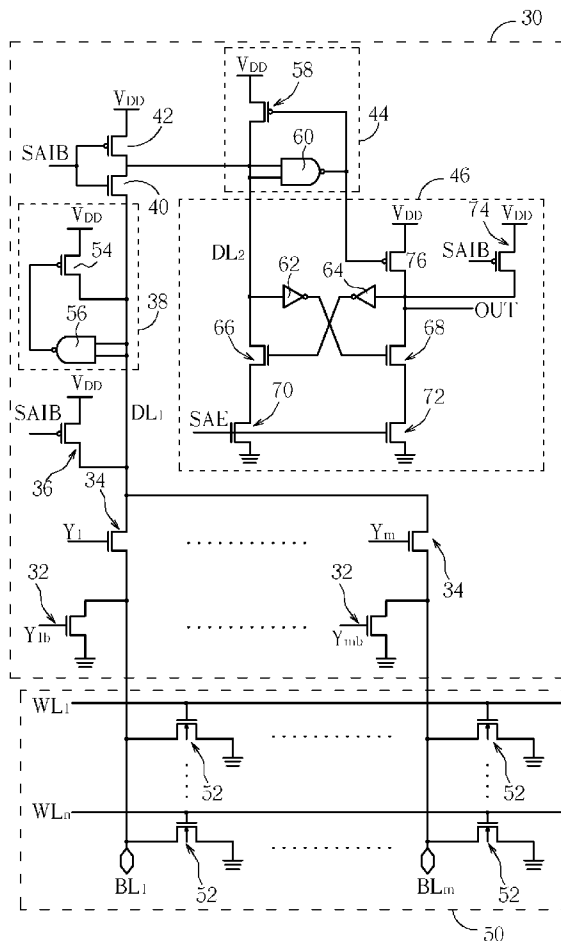 30
58
VDD
VDD
42
SAIB
60
44
40
46
VDD
54
VDD
74
VDD
DL2
76
SAIB
62
64
OUT
56
38
66
68
VDD
SAIB
DL1
70
72
SAE
36
34
Y1
Ym
34
32
32
Y1b
Ymb
WL1
52
52
WLn
52
52
BL1
BLm
50